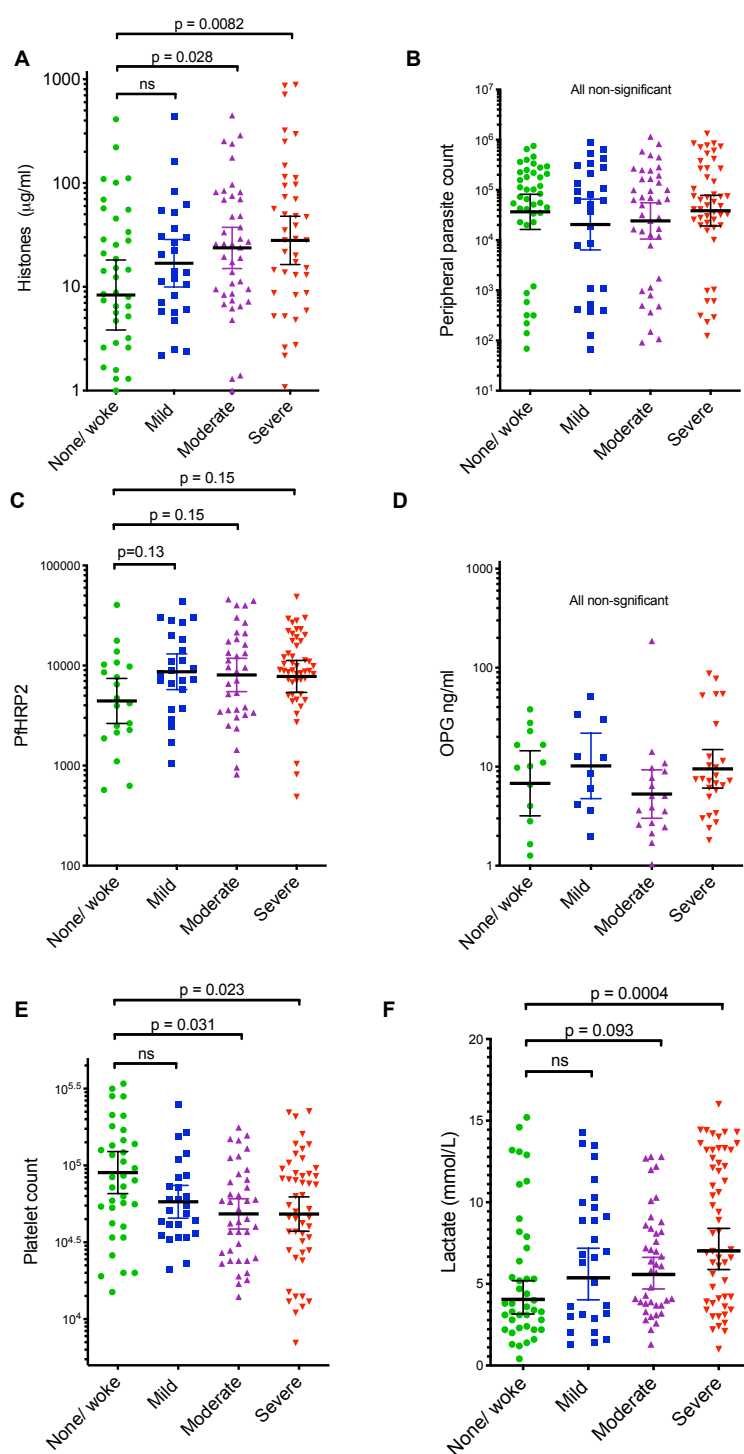 A
p = 0.0082
p = 0.028
ns
Histones (μg/ml)
1000
100
10
1
None/ woke
Mild
Moderate
Severe
B
All non-significant
Peripheral parasite count
10⁷
10⁶
10⁵
10⁴
10³
10²
10¹
None/ woke
Mild
Moderate
Severe
C
p = 0.15
p = 0.15
p=0.13
PfHRP2
100000
10000
1000
100
None/ woke
Mild
Moderate
Severe
D
All non-sgnificant
OPG ng/ml
1000
100
10
1
None/ woke
Mild
Moderate
Severe
E
p = 0.023
p = 0.031
ns
Platelet count
10⁵·⁵
10⁵
10⁴·⁵
10⁴
None/ woke
Mild
Moderate
Severe
F
p = 0.0004
p = 0.093
ns
Lactate (mmol/L)
20
15
10
5
0
None/ woke
Mild
Moderate
Severe